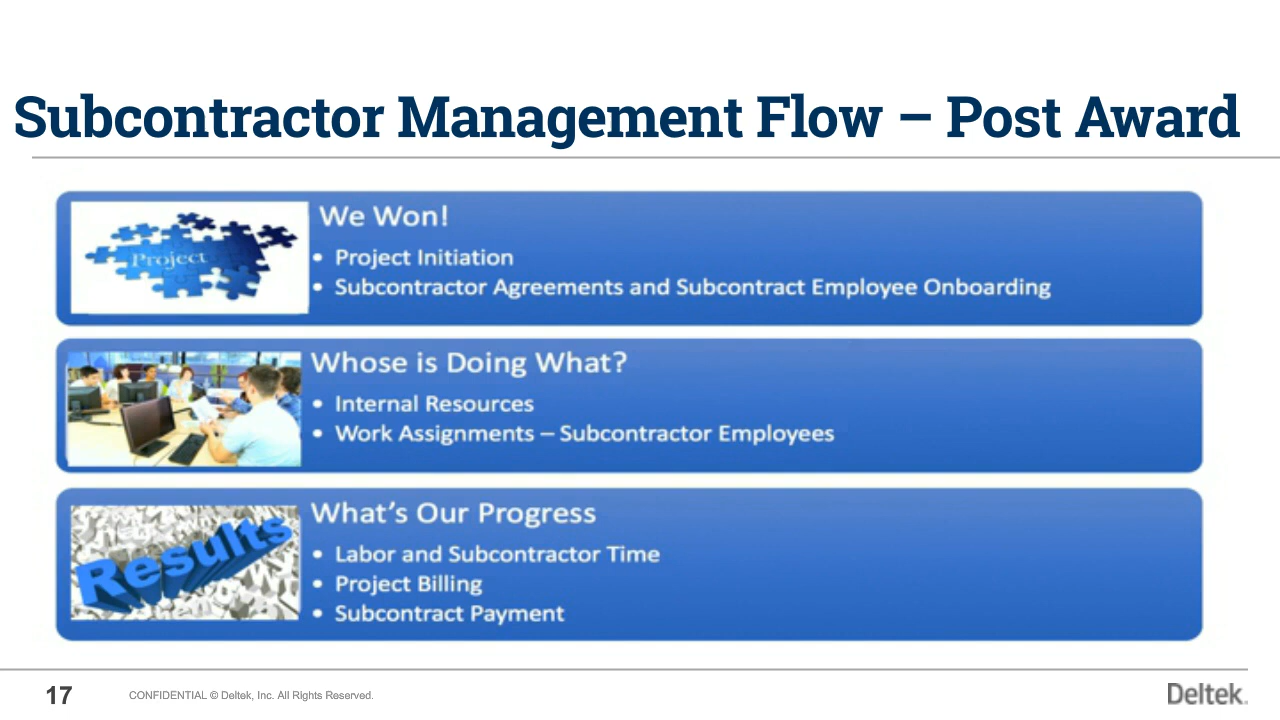 Subcontractor Management Flow – Post Award
Project
We Won!
• Project Initiation
• Subcontractor Agreements and Subcontract Employee Onboarding
Whose is Doing What?
• Internal Resources
• Work Assignments – Subcontractor Employees
Results
What's Our Progress
• Labor and Subcontractor Time
• Project Billing
• Subcontract Payment
17
CONFIDENTIAL © Deltek, Inc. All Rights Reserved.
Deltek.